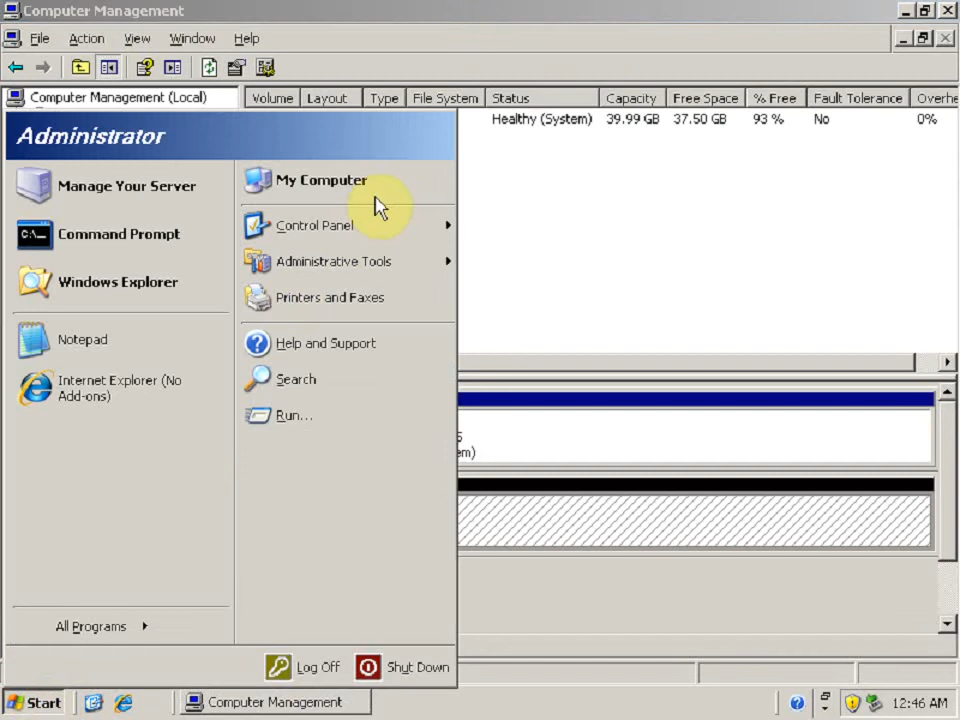 Computer Management
File Action View Window Help
Computer Management (Local)
Volume Layout Type File System Status Capacity Free Space % Free Fault Tolerance Overhe
Healthy (System) 39.99 GB 37.50 GB 93 % No 0%
Administrator
Manage Your Server
Command Prompt
Windows Explorer
Notepad
Internet Explorer (No
Add-ons)
All Programs
My Computer
Control Panel
Administrative Tools
Printers and Faxes
Help and Support
Search
Run...
em)
Log Off Shut Down
Start Computer Management 12:46 AM